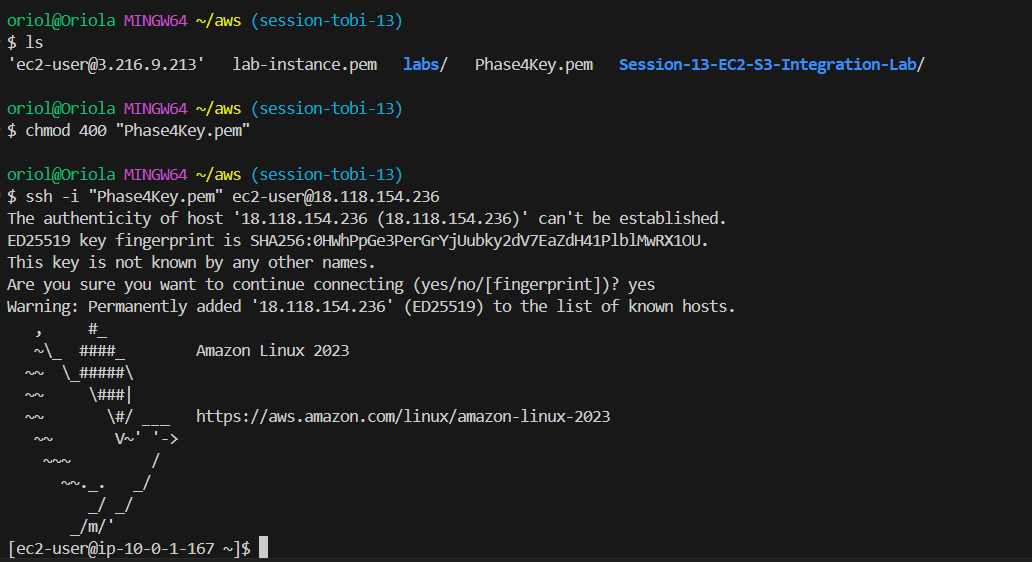 oriol@Oriola MINGW64 ~/aws (session-tobi-13)
$ ls
'ec2-user@3.216.9.213'   lab-instance.pem   labs/   Phase4Key.pem   Session-13-EC2-S3-Integration-Lab/
oriol@Oriola MINGW64 ~/aws (session-tobi-13)
$ chmod 400 "Phase4Key.pem"
oriol@Oriola MINGW64 ~/aws (session-tobi-13)
$ ssh -i "Phase4Key.pem" ec2-user@18.118.154.236
The authenticity of host '18.118.154.236 (18.118.154.236)' can't be established.
ED25519 key fingerprint is SHA256:0HWhPpGe3PerGrYjUubky2dV7EaZdH41PlblMwRX1OU.
This key is not known by any other names.
Are you sure you want to continue connecting (yes/no/[fingerprint])? yes
Warning: Permanently added '18.118.154.236' (ED25519) to the list of known hosts.
   ,     #_
   ~\_  ####_        Amazon Linux 2023
  ~~  \_#####\
  ~~     \###|
  ~~       \#/ ___   https://aws.amazon.com/linux/amazon-linux-2023
   ~~       V~' '->
    ~~~         /
      ~~._.   _/
         _/ _/
       _/m/'
[ec2-user@ip-10-0-1-167 ~]$